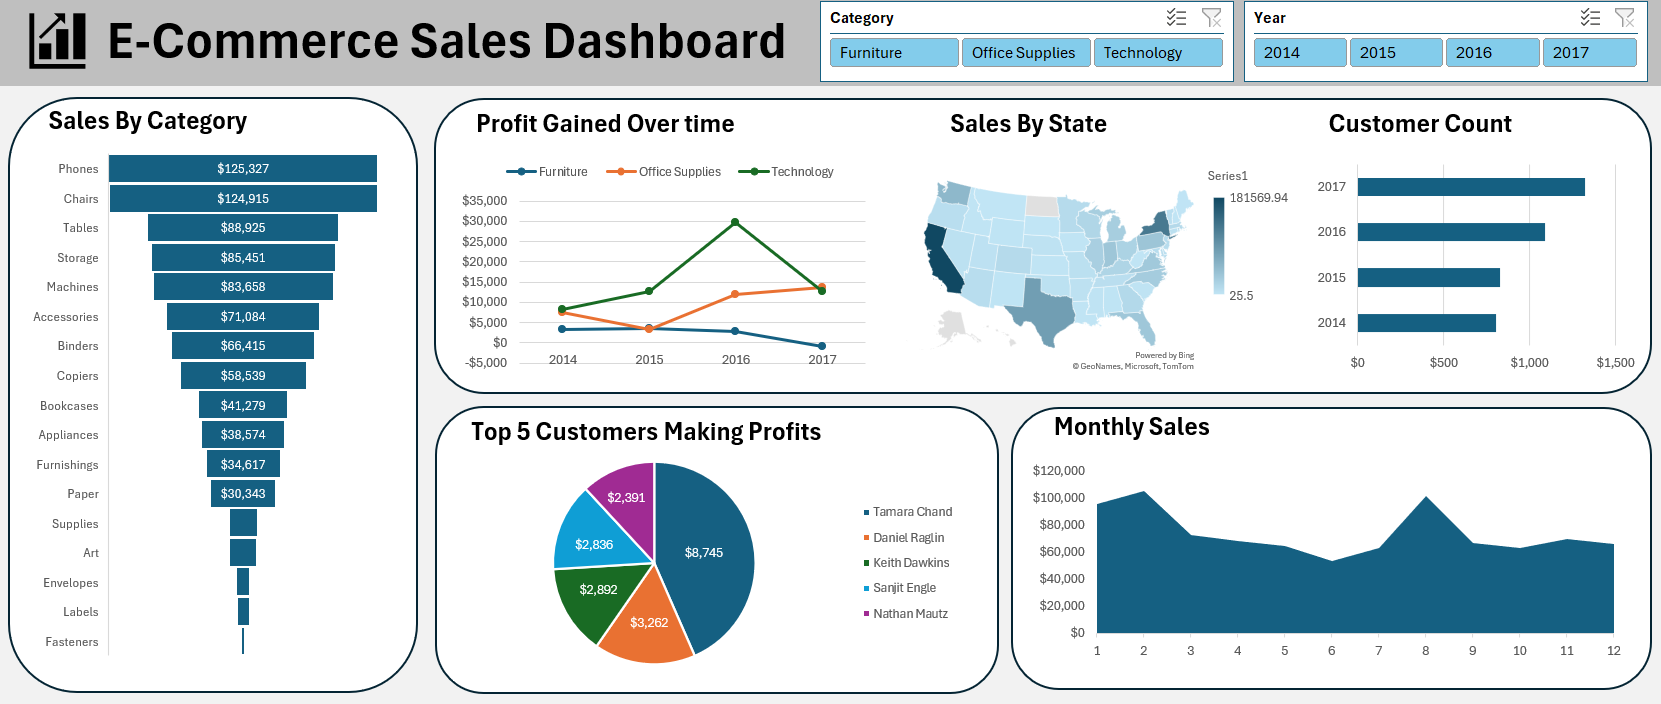 E-Commerce Sales Dashboard
Category
Furniture
Office Supplies
Technology
Year
2014
2015
2016
2017
Sales By Category
Phones $125,327
Chairs $124,915
Tables $88,925
Storage $85,451
Machines $83,658
Accessories $71,084
Binders $66,415
Copiers $58,539
Bookcases $41,279
Appliances $38,574
Furnishings $34,617
Paper $30,343
Supplies
Art
Envelopes
Labels
Fasteners
Profit Gained Over time
Furniture Office Supplies Technology
$35,000
$30,000
$25,000
$20,000
$15,000
$10,000
$5,000
$0
-$5,000
2014 2015 2016 2017
Sales By State
Series1
181569.94
25.5
Powered by Bing
© GeoNames, Microsoft, TomTom
Customer Count
2017
2016
2015
2014
$0 $500 $1,000 $1,500
Top 5 Customers Making Profits
$8,745
$3,262
$2,892
$2,836
$2,391
Tamara Chand
Daniel Raglin
Keith Dawkins
Sanjit Engle
Nathan Mautz
Monthly Sales
$120,000
$100,000
$80,000
$60,000
$40,000
$20,000
$0
1 2 3 4 5 6 7 8 9 10 11 12